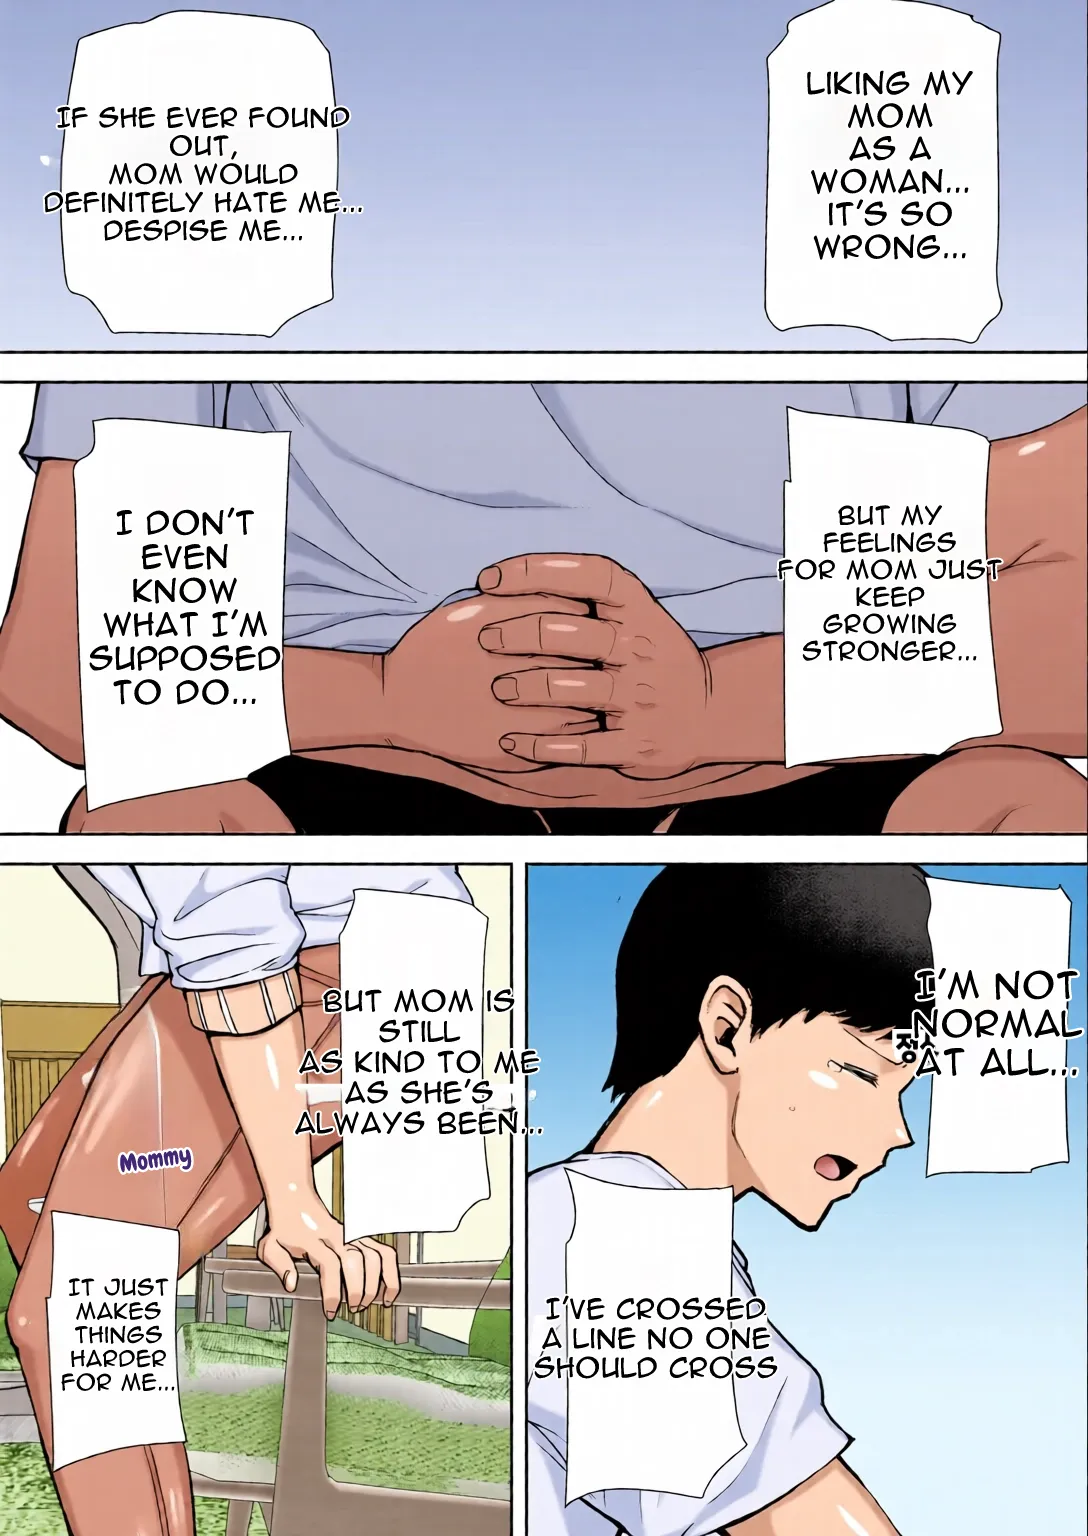 LIKING MY
MOM
AS A
WOMAN...
IT'S SO
WRONG...
IF SHE EVER FOUND
OUT,
MOM WOULD
DEFINITELY HATE ME...
DESPISE ME...
BUT MY
FEELINGS
FOR MOM JUST
KEEP
GROWING
STRONGER...
I DON'T
EVEN
KNOW
WHAT I'M
SUPPOSED
TO DO...
I'M NOT
NORMAL
AT ALL...
I'VE CROSSED
A LINE NO ONE
SHOULD CROSS
BUT MOM IS
STILL
AS KIND TO ME
AS SHE'S
ALWAYS BEEN...
Mommy
IT JUST
MAKES
THINGS
HARDER
FOR ME...